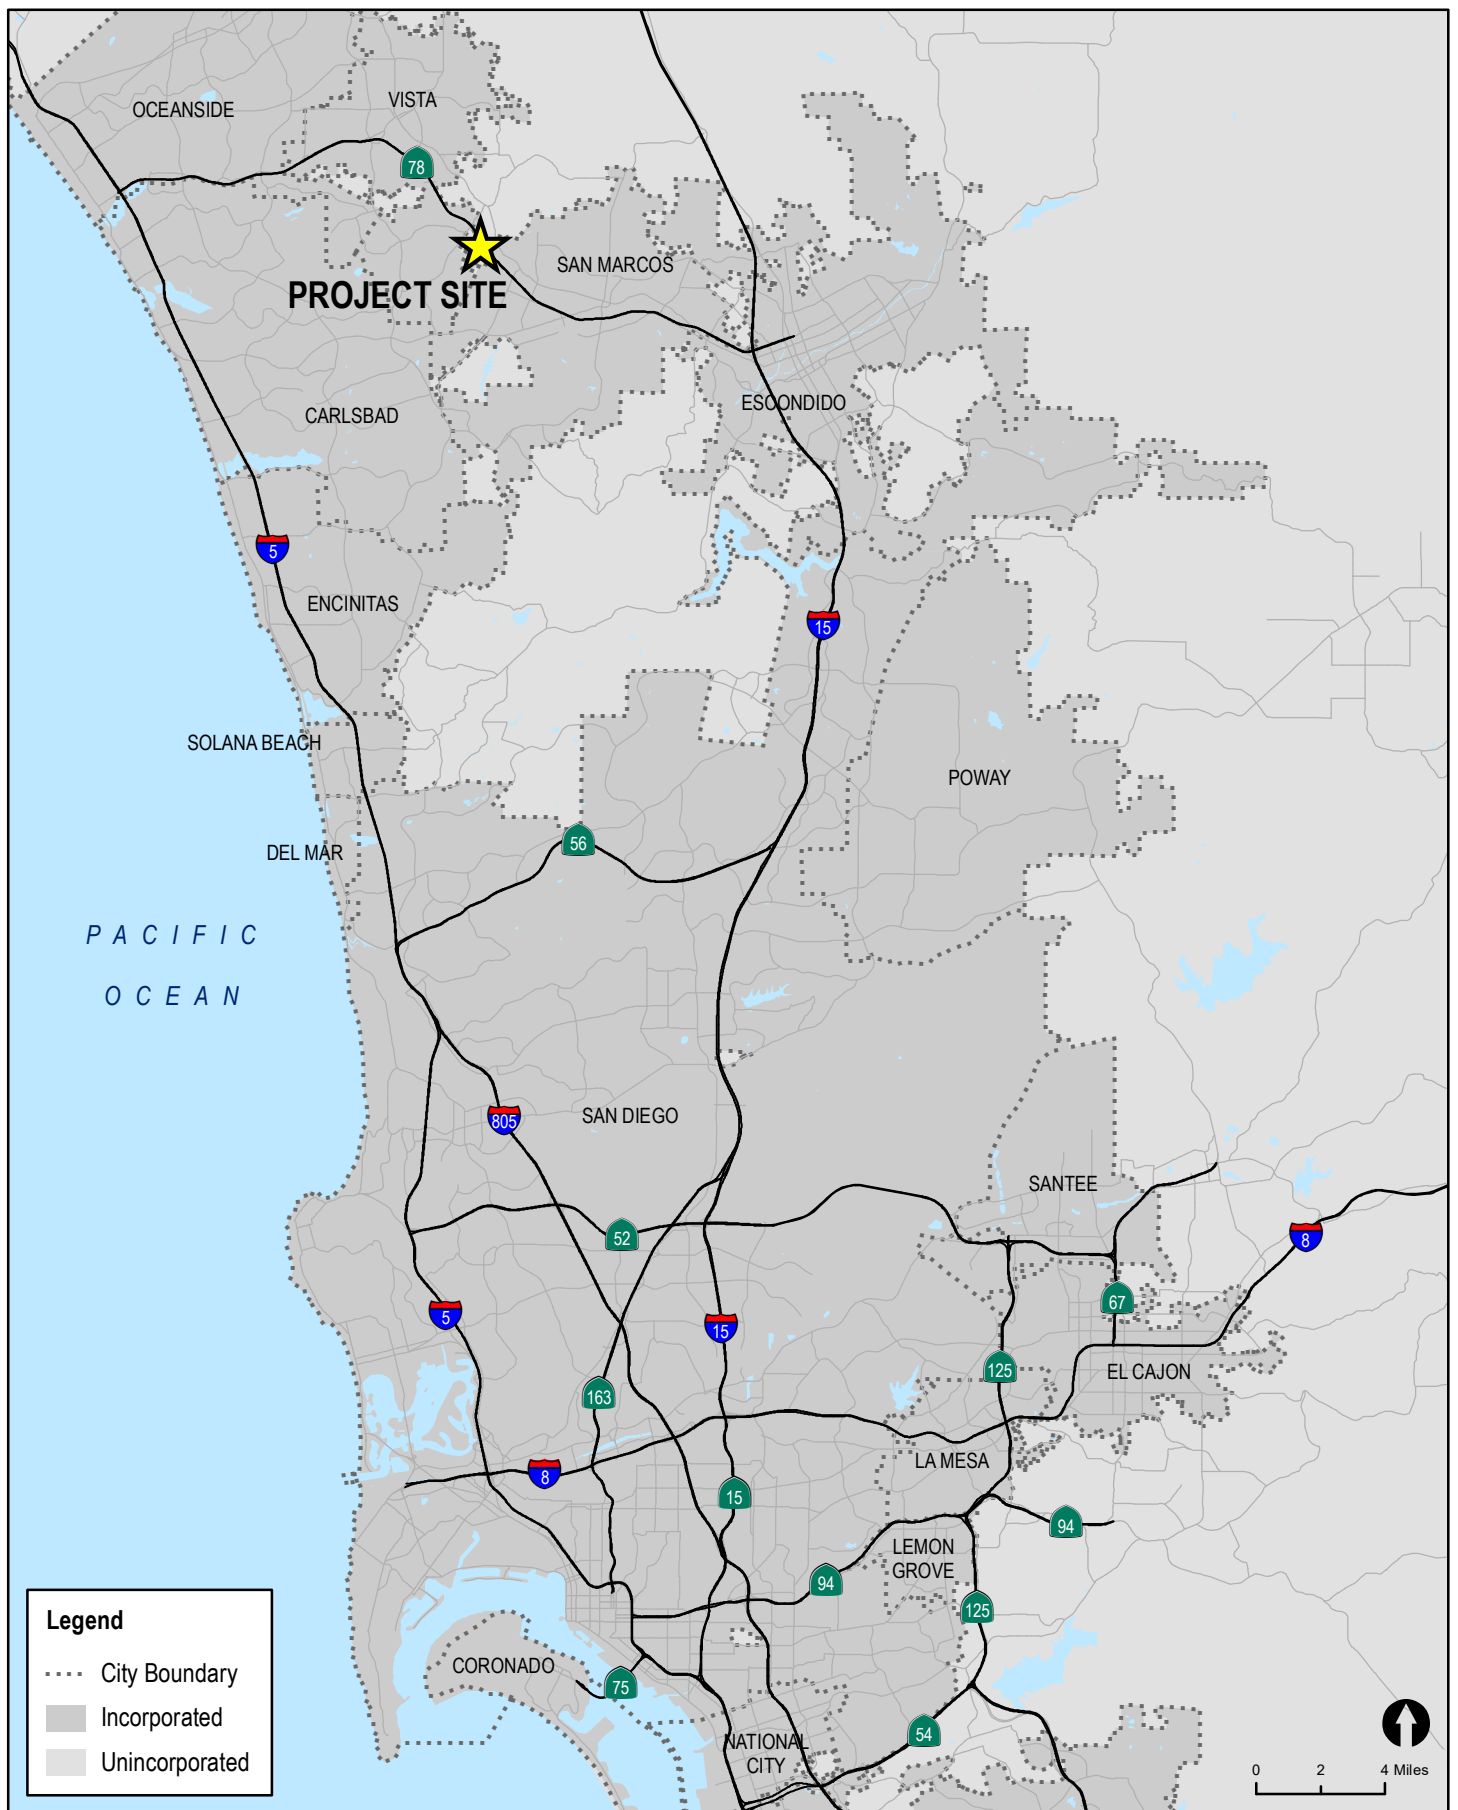 OCEANSIDE
VISTA
78
SAN MARCOS
PROJECT SITE
CARLSBAD
ESCONDIDO
5
ENCINITAS
15
SOLANA BEACH
POWAY
56
DEL MAR
PACIFIC
OCEAN
805
SAN DIEGO
SANTEE
52
8
67
5
15
125
EL CAJON
163
8
LA MESA
15
94
LEMON
GROVE
94
125
CORONADO
75
NATIONAL
CITY
54
Legend
City Boundary
Incorporated
Unincorporated
0 2 4 Miles